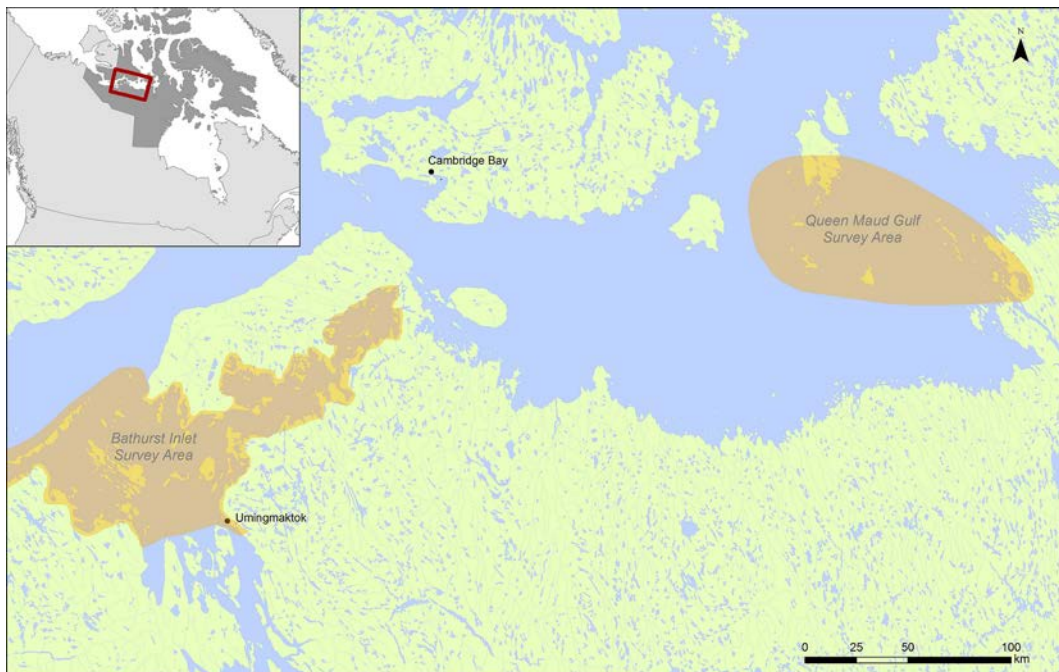 N
Cambridge Bay
Queen Maud Gulf
Survey Area
Bathurst Inlet
Survey Area
Umingmaktok
0 25 50 100
km